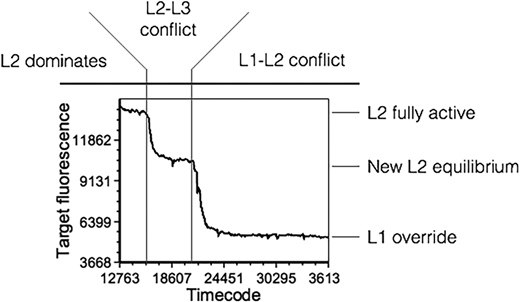 L2-L3
conflict
L2 dominates
L1-L2 conflict
Target fluorescence
11862
9131
6399
3668
12763 18607 24451 30295 3613
Timecode
L2 fully active
New L2 equilibrium
L1 override